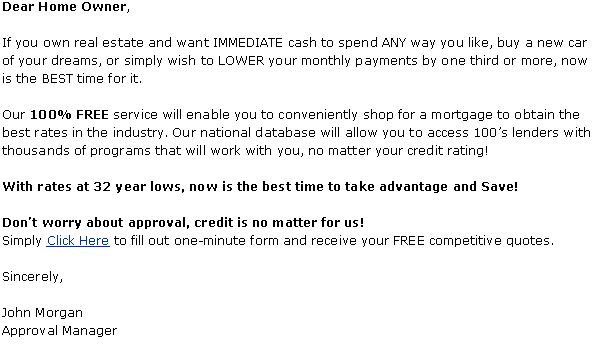 Dear Home Owner,
If you own real estate and want IMMEDIATE cash to spend ANY way you like, buy a new car
of your dreams, or simply wish to LOWER your monthly payments by one third or more, now
is the BEST time for it.
Our 100% FREE service will enable you to conveniently shop for a mortgage to obtain the
best rates in the industry. Our national database will allow you to access 100's lenders with
thousands of programs that will work with you, no matter your credit rating!
With rates at 32 year lows, now is the best time to take advantage and Save!
Don't worry about approval, credit is no matter for us!
Simply Click Here to fill out one-minute form and receive your FREE competitive quotes.
Sincerely,
John Morgan
Approval Manager